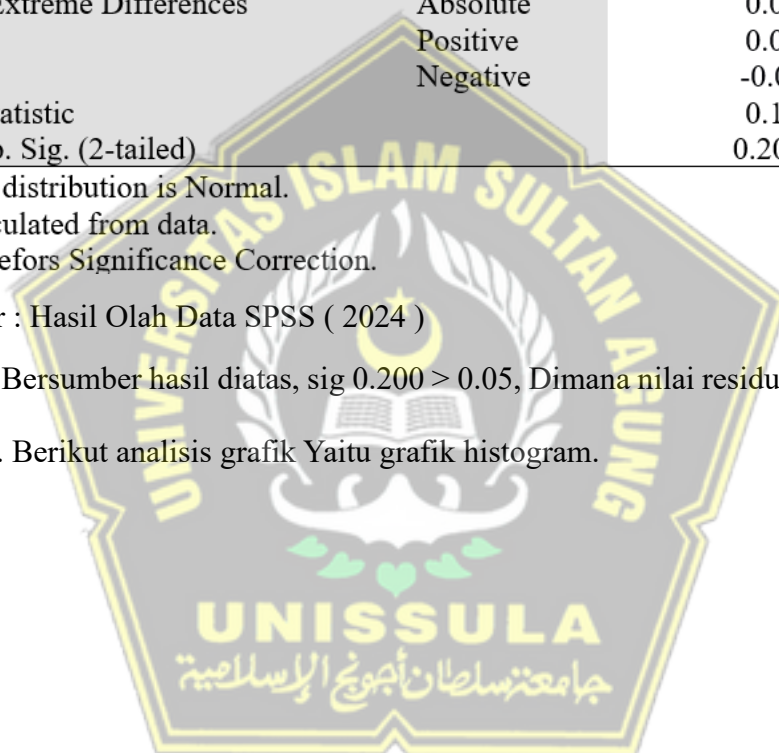 Extreme Differences Absolute 0.0
Positive 0.0
Negative -0.0
atistic 0.1
. Sig. (2-tailed) 0.20
distribution is Normal.
culated from data.
efors Significance Correction.
: Hasil Olah Data SPSS ( 2024 )
Bersumber hasil diatas, sig 0.200 > 0.05, Dimana nilai residu
. Berikut analisis grafik Yaitu grafik histogram.
UNIVERSITAS ISLAM SULTAN AGUNG
UNISSULA
جامعة سلطان أجونج الإسلامية